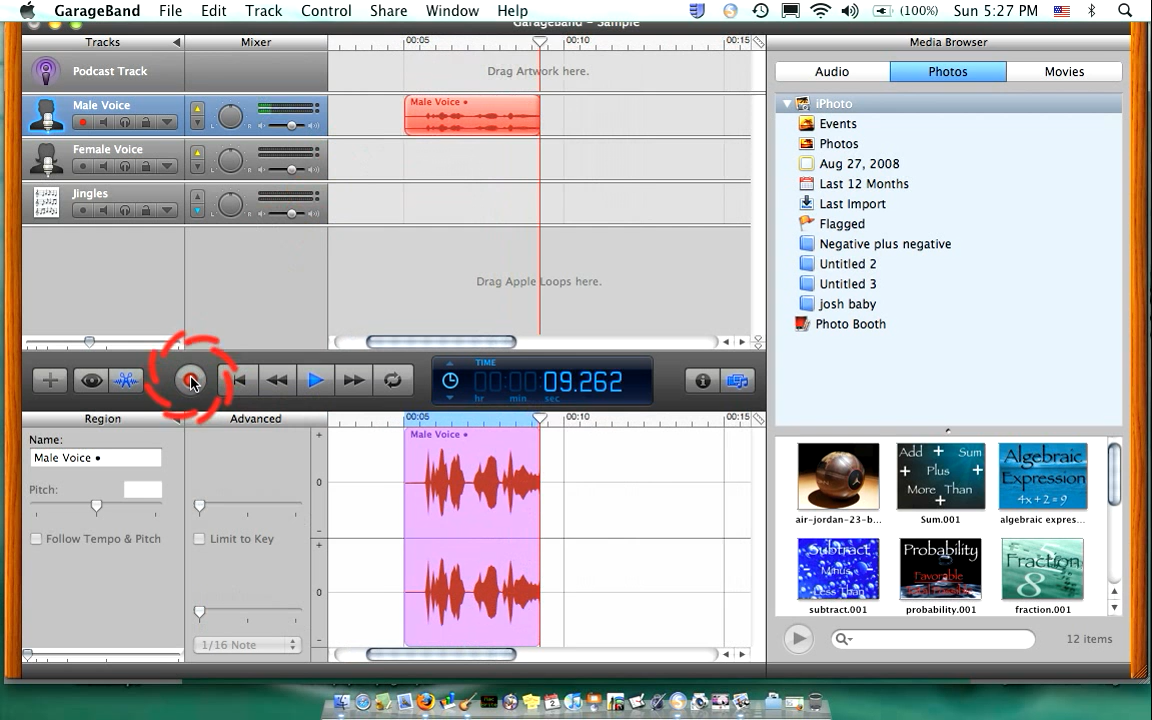 GarageBand File Edit Track Control Share Window Help (100%) Sun 5:27 PM
GarageBand – Sample
Tracks Mixer 00:05 00:10 00:15 Media Browser
Podcast Track Drag Artwork here. Audio Photos Movies
Male Voice Male Voice • iPhoto
L R
Events
Female Voice Photos
L R
Aug 27, 2008
Last 12 Months
Jingles
L R
Last Import
Flagged
Negative plus negative
Untitled 2
Drag Apple Loops here.
Untitled 3
josh baby
Photo Booth
TIME
00:00:09.262
hr min. sec
Region Advanced 00:05 00:10 00:15
Name: Male Voice •
Male Voice •
Pitch: 0
Follow Tempo & Pitch Limit to Key
0
1/16 Note
Add + Sum
+ Plus +
More Than
+
Algebraic
Expression
4x + 2 = 9
air-jordan-23-b... Sum.001 algebraic expres...
Subtract
Minus
Less Than
Probability
Favorable
Fraction
8
subtract.001 probability.001 fraction.001
12 items